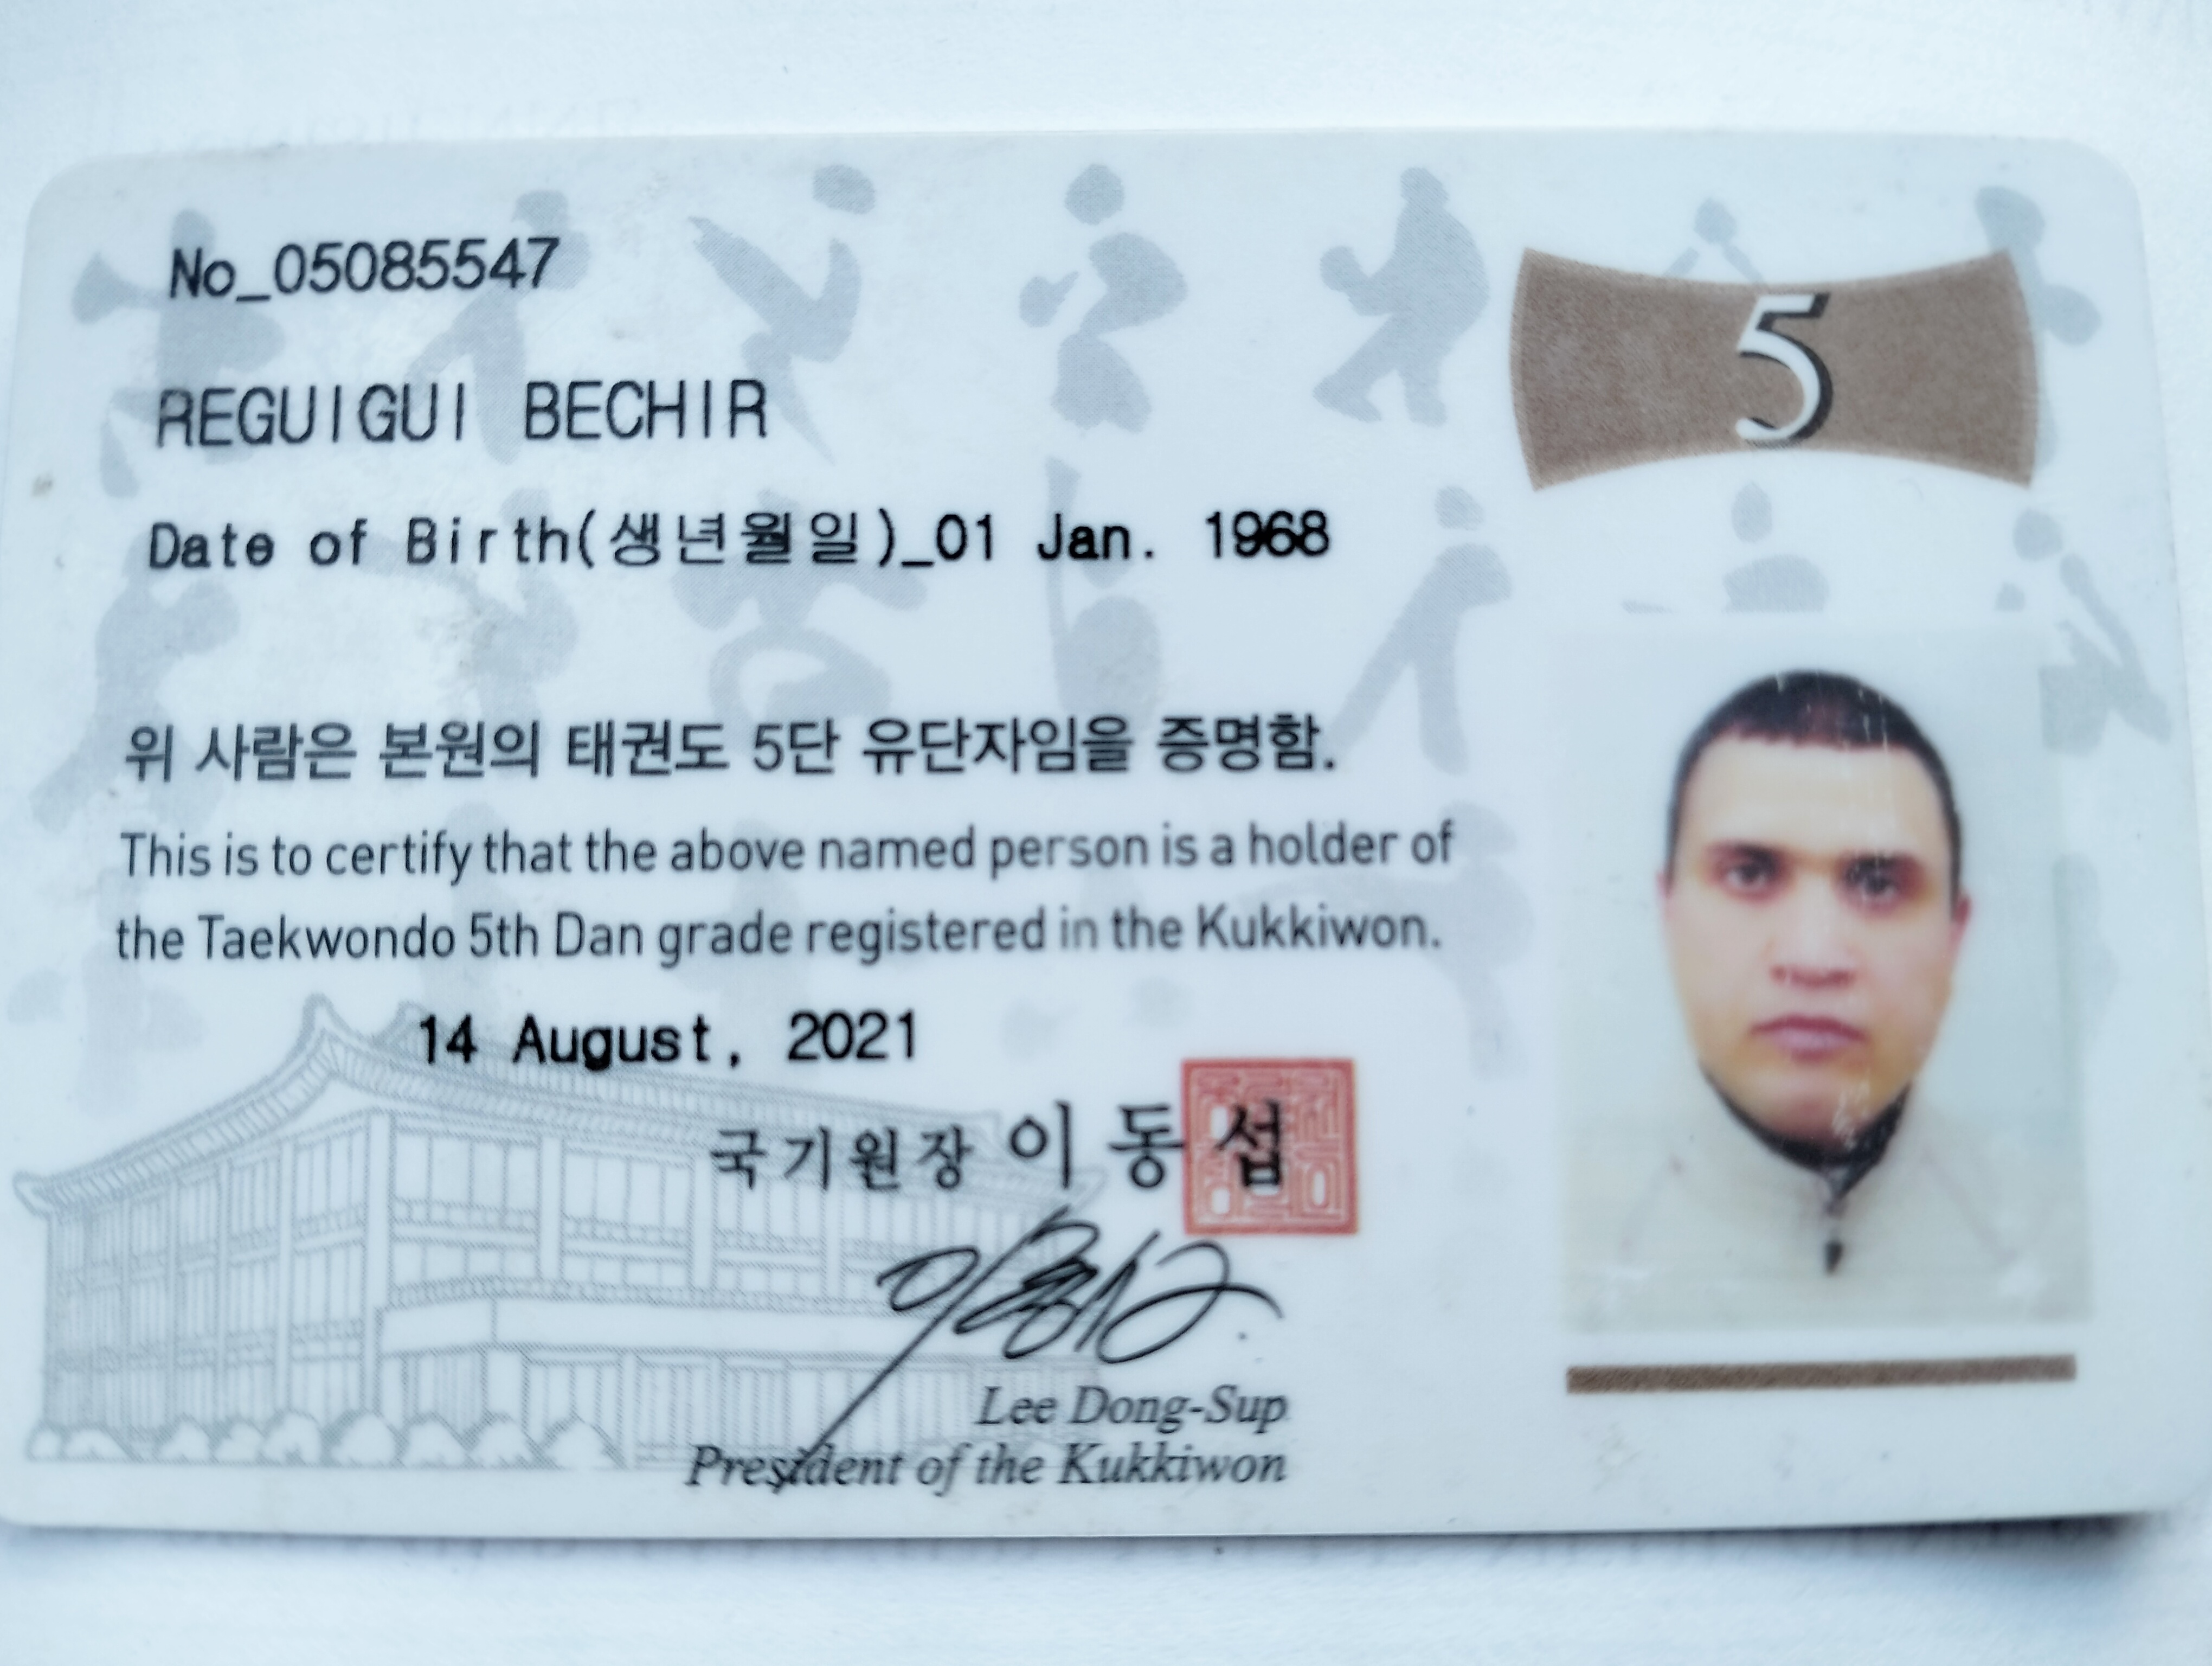 No_05085547
5
REGUIGUI BECHIR
Date of Birth(생년월일)_01 Jan. 1968
위 사람은 본원의 태권도 5단 유단자임을 증명함.
This is to certify that the above named person is a holder of
the Taekwondo 5th Dan grade registered in the Kukkiwon.
14 August, 2021
국기원장 이동섭
Lee Dong-Sup
President of the Kukkiwon